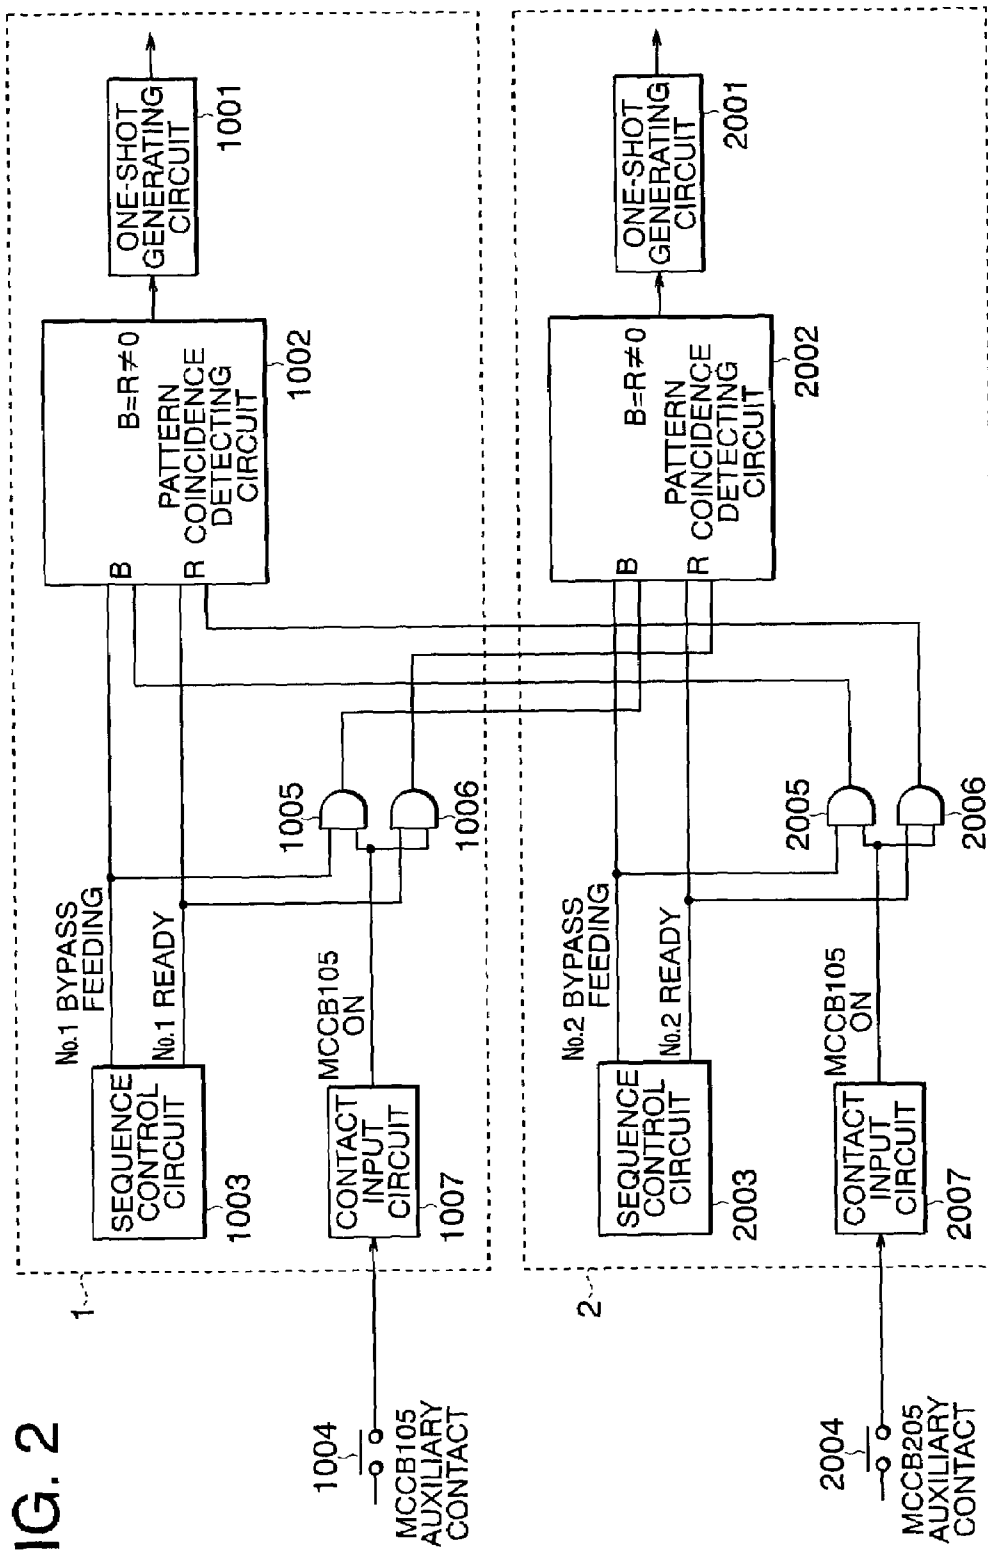 IG. 2
1
No.1 BYPASS
FEEDING
No.1 READY
SEQUENCE
CONTROL
CIRCUIT
1003
MCCB105
ON
CONTACT
INPUT
CIRCUIT
1007
1004
MCCB105
AUXILIARY
CONTACT
1005
1006
B
R
B=R≠0
PATTERN
COINCIDENCE
DETECTING
CIRCUIT
1002
ONE-SHOT
GENERATING
CIRCUIT
1001
2
No.2 BYPASS
FEEDING
No.2 READY
SEQUENCE
CONTROL
CIRCUIT
2003
MCCB105
ON
CONTACT
INPUT
CIRCUIT
2007
2004
MCCB205
AUXILIARY
CONTACT
2005
2006
B
R
B=R≠0
PATTERN
COINCIDENCE
DETECTING
CIRCUIT
2002
ONE-SHOT
GENERATING
CIRCUIT
2001